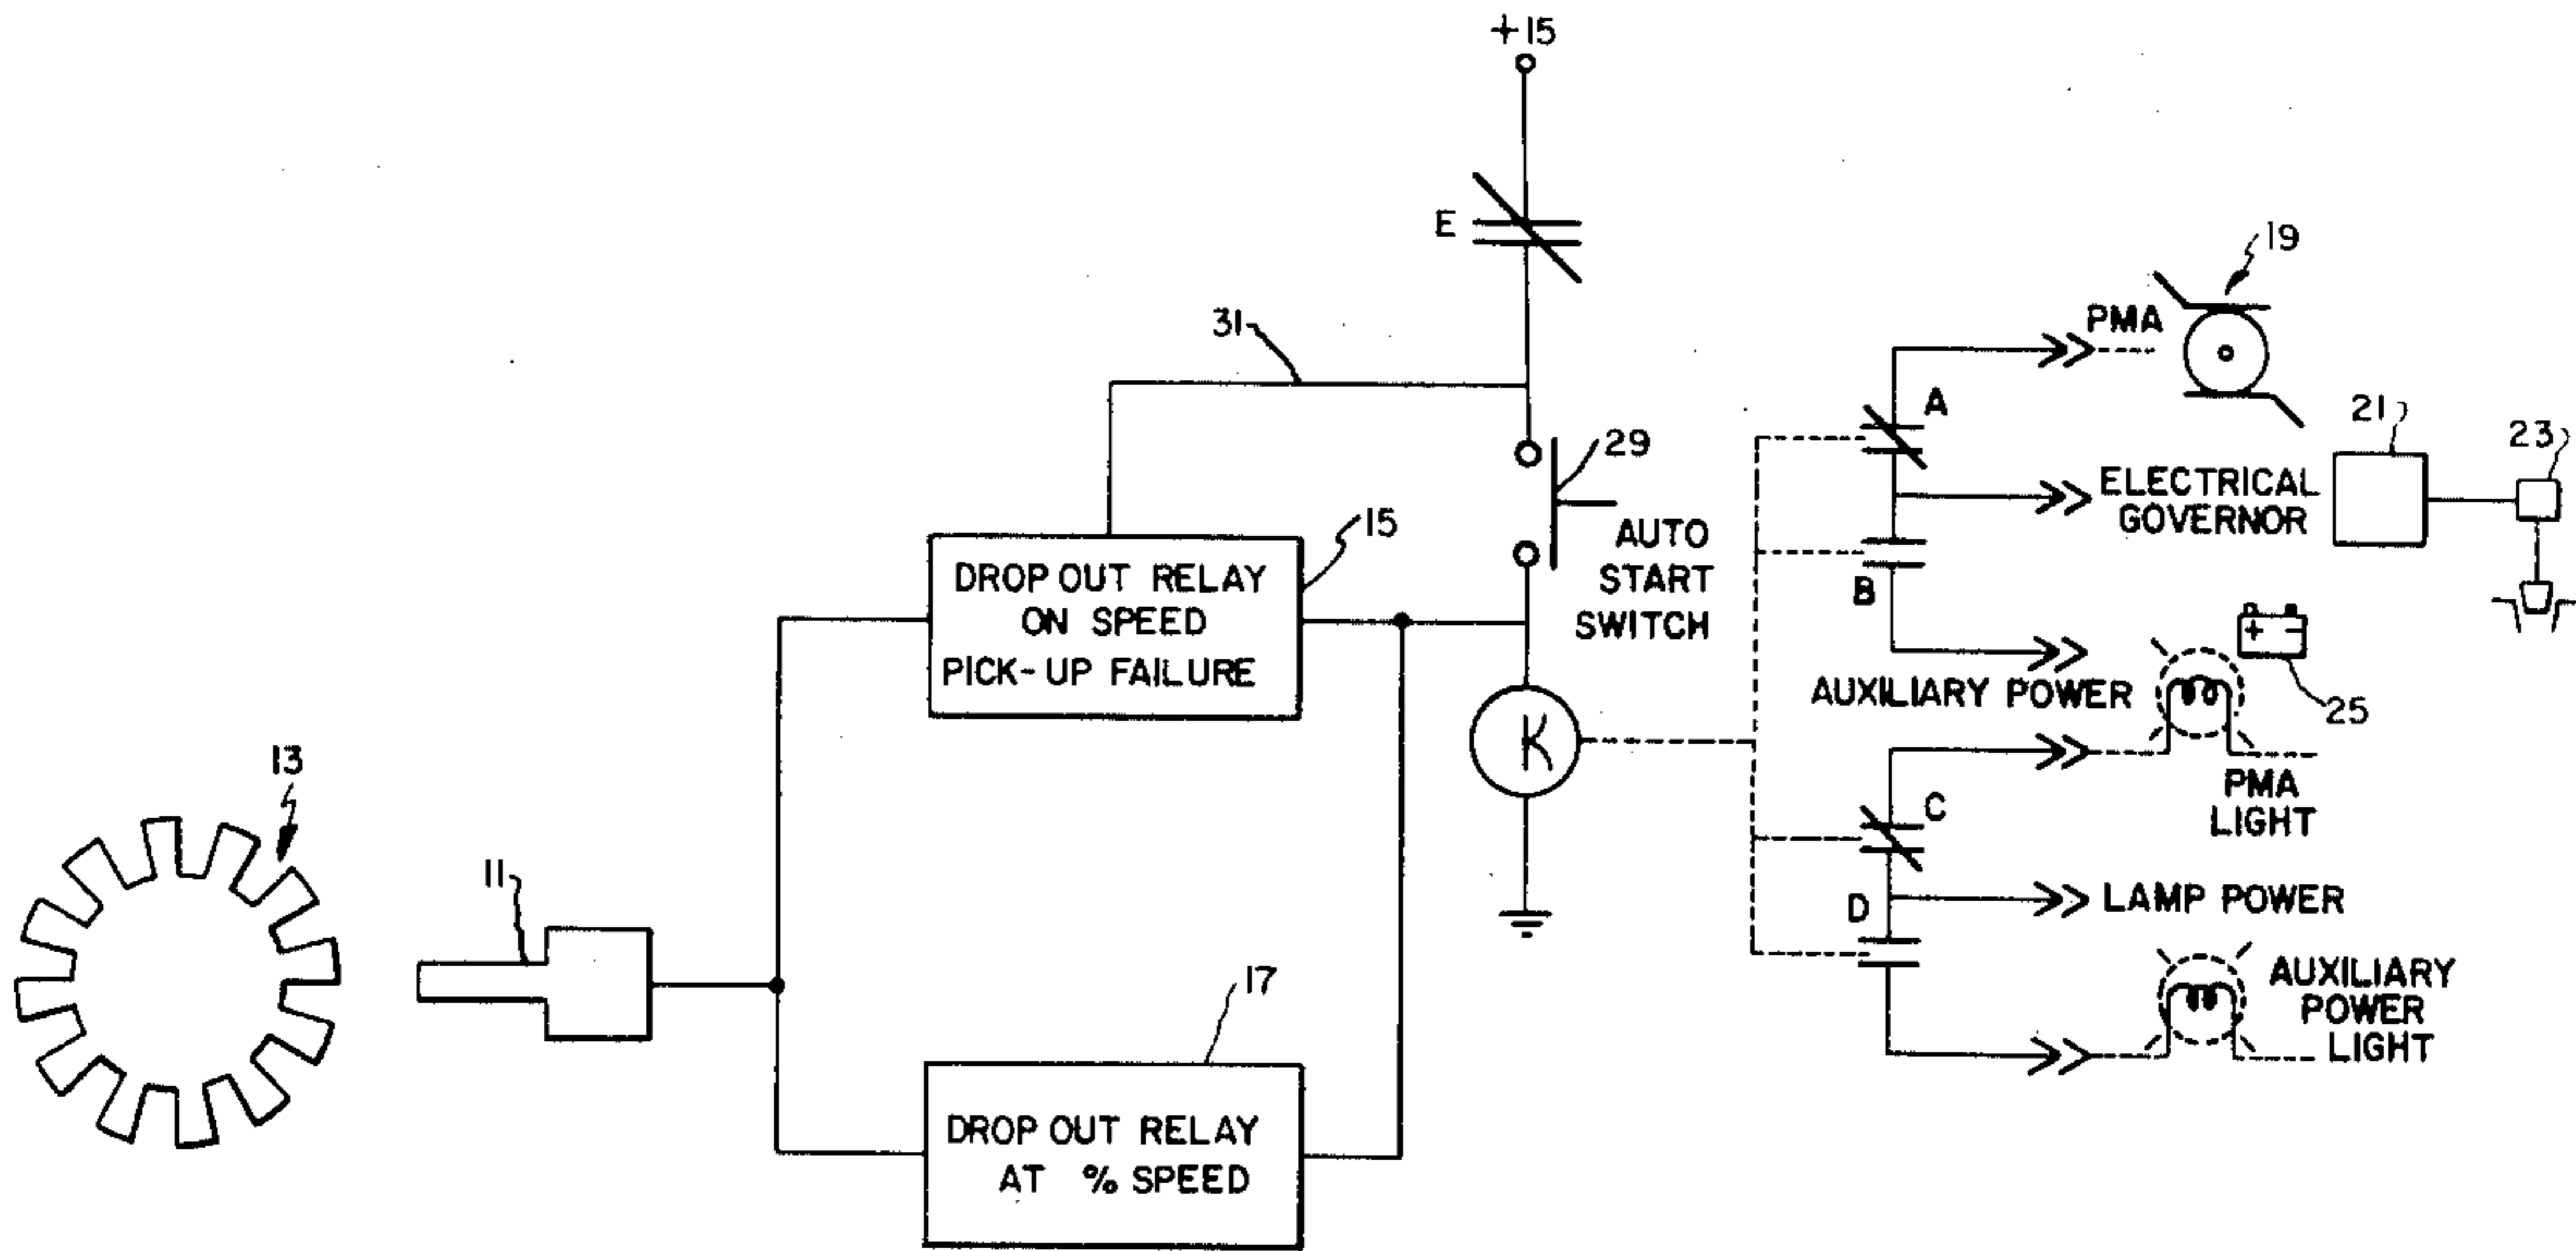 +15
E
19
31
PMA
A
29
21
23
ELECTRICAL
GOVERNOR
15
AUTO
START
SWITCH
DROP OUT RELAY
ON SPEED
PICK-UP FAILURE
B
+ -
AUXILIARY POWER
25
K
13
PMA
LIGHT
C
11
D
LAMP POWER
17
AUXILIARY
POWER
LIGHT
DROP OUT RELAY
AT % SPEED